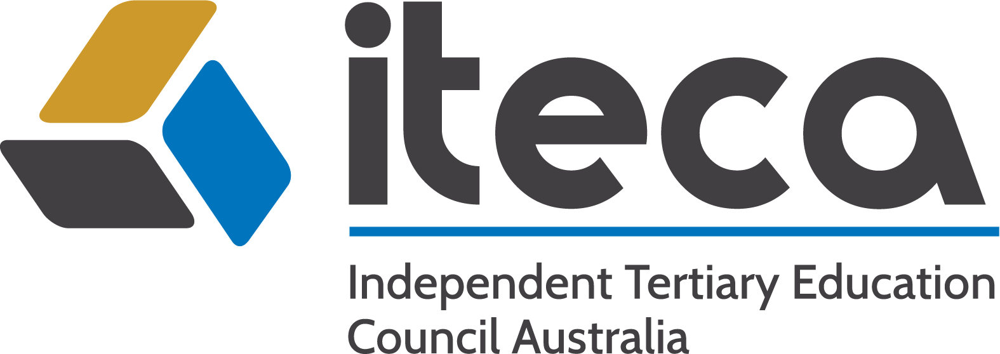 iteca
Independent Tertiary Education
Council Australia